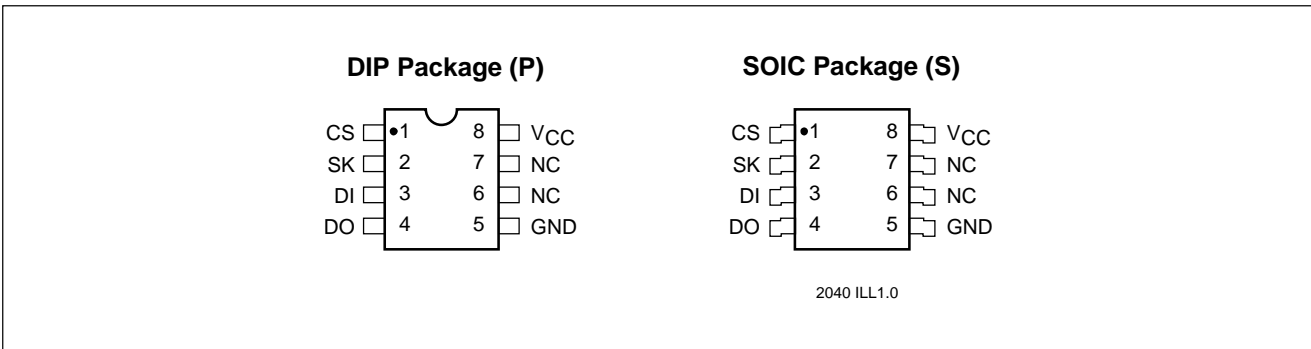 DIP Package (P)
CS 1 8 VCC
SK 2 7 NC
DI 3 6 NC
DO 4 5 GND
SOIC Package (S)
CS 1 8 VCC
SK 2 7 NC
DI 3 6 NC
DO 4 5 GND
2040 ILL1.0